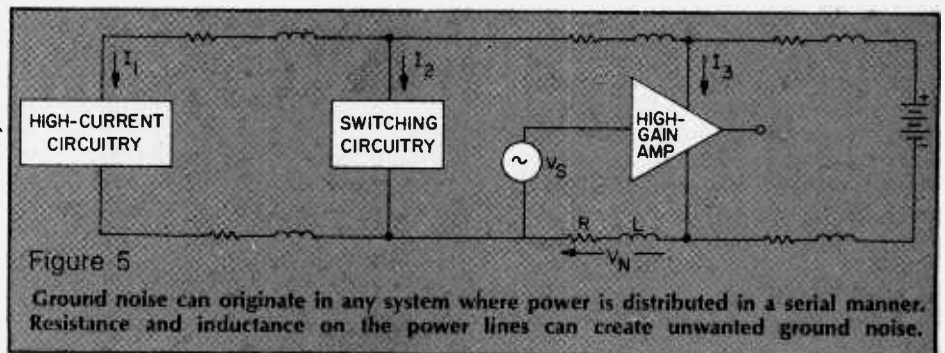 I1
I2
I3
HIGH-CURRENT
CIRCUITRY
SWITCHING
CIRCUITRY
HIGH-
GAIN
AMP
+
~
VS
-
R
L
VN
Figure 5
Ground noise can originate in any system where power is distributed in a serial manner.
Resistance and inductance on the power lines can create unwanted ground noise.